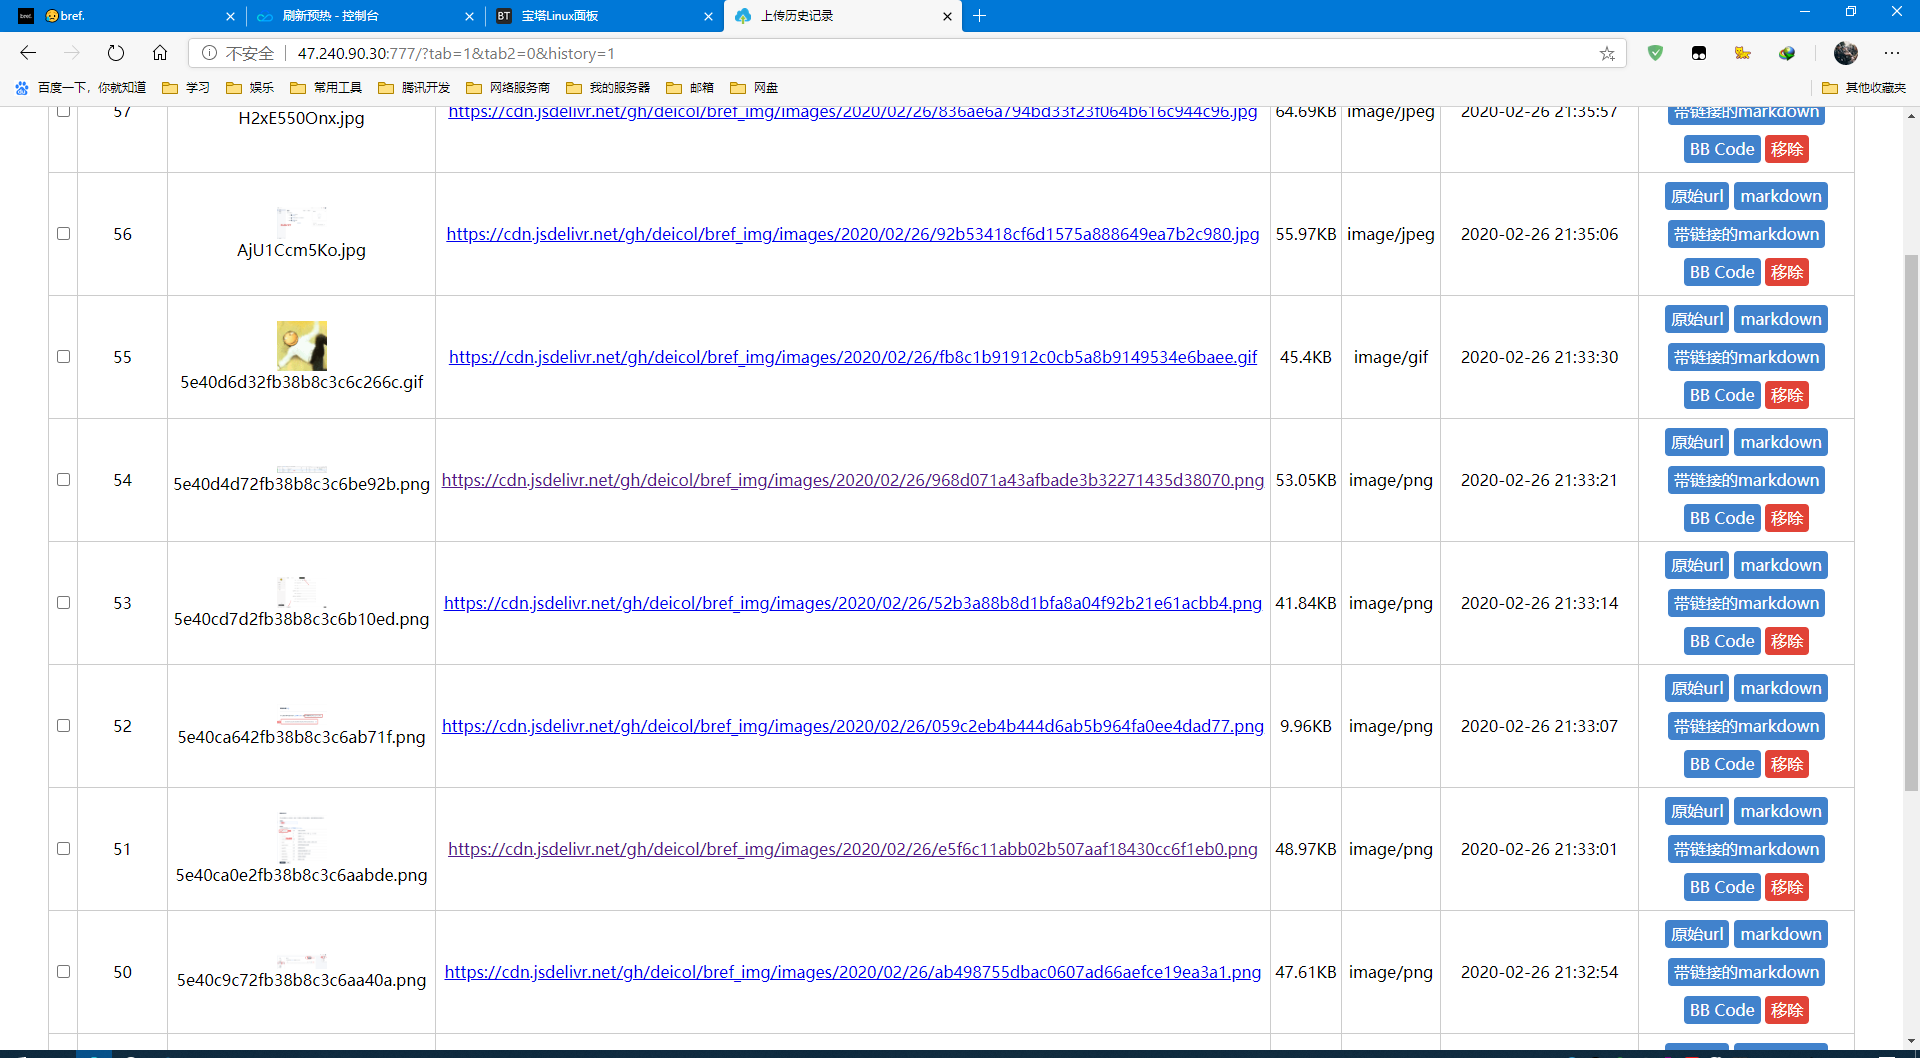 bref.
刷新预热 - 控制台
BT 宝塔Linux面板
上传历史记录
不安全 47.240.90.30:777/?tab=1&tab2=0&history=1
百度一下，你就知道 学习 娱乐 常用工具 腾讯开发 网络服务商 我的服务器 邮箱 网盘 其他收藏夹
57 H2xE550Onx.jpg https://cdn.jsdelivr.net/gh/deicol/bref_img/images/2020/02/26/836ae6a794bd33f23f064b616c944c96.jpg 64.69KB image/jpeg 2020-02-26 21:35:57 带链接的markdown
BB Code 移除
原始url markdown
56 AjU1Ccm5Ko.jpg https://cdn.jsdelivr.net/gh/deicol/bref_img/images/2020/02/26/92b53418cf6d1575a888649ea7b2c980.jpg 55.97KB image/jpeg 2020-02-26 21:35:06 带链接的markdown
BB Code 移除
原始url markdown
55 5e40d6d32fb38b8c3c6c266c.gif https://cdn.jsdelivr.net/gh/deicol/bref_img/images/2020/02/26/fb8c1b91912c0cb5a8b9149534e6baee.gif 45.4KB image/gif 2020-02-26 21:33:30 带链接的markdown
BB Code 移除
原始url markdown
54 5e40d4d72fb38b8c3c6be92b.png https://cdn.jsdelivr.net/gh/deicol/bref_img/images/2020/02/26/968d071a43afbade3b32271435d38070.png 53.05KB image/png 2020-02-26 21:33:21 带链接的markdown
BB Code 移除
原始url markdown
53 5e40cd7d2fb38b8c3c6b10ed.png https://cdn.jsdelivr.net/gh/deicol/bref_img/images/2020/02/26/52b3a88b8d1bfa8a04f92b21e61acbb4.png 41.84KB image/png 2020-02-26 21:33:14 带链接的markdown
BB Code 移除
原始url markdown
52 5e40ca642fb38b8c3c6ab71f.png https://cdn.jsdelivr.net/gh/deicol/bref_img/images/2020/02/26/059c2eb4b444d6ab5b964fa0ee4dad77.png 9.96KB image/png 2020-02-26 21:33:07 带链接的markdown
BB Code 移除
原始url markdown
51 5e40ca0e2fb38b8c3c6aabde.png https://cdn.jsdelivr.net/gh/deicol/bref_img/images/2020/02/26/e5f6c11abb02b507aaf18430cc6f1eb0.png 48.97KB image/png 2020-02-26 21:33:01 带链接的markdown
BB Code 移除
原始url markdown
50 5e40c9c72fb38b8c3c6aa40a.png https://cdn.jsdelivr.net/gh/deicol/bref_img/images/2020/02/26/ab498755dbac0607ad66aefce19ea3a1.png 47.61KB image/png 2020-02-26 21:32:54 带链接的markdown
BB Code 移除